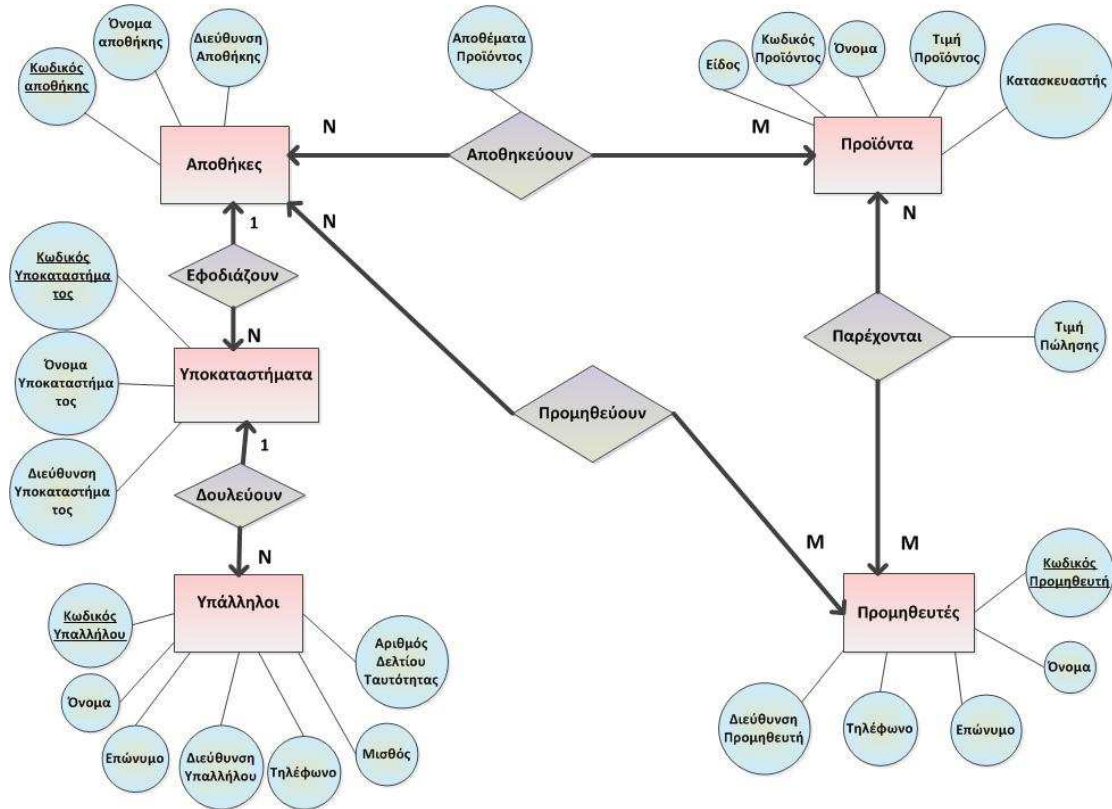 Όνομα
αποθήκης
Διεύθυνση
Αποθήκης
Κωδικός
αποθήκης
Αποθέματα
Προϊόντος
Είδος
Κωδικός
Προϊόντος
Όνομα
Τιμή
Προϊόντος
Κατασκευαστής
Αποθήκες
N
Αποθηκεύουν
M
Προϊόντα
1
N
N
Κωδικός
Υποκαταστήμα
τος
Εφοδιάζουν
N
Παρέχονται
Τιμή
Πώλησης
Όνομα
Υποκαταστήμα
τος
Υποκαταστήματα
Προμηθεύουν
1
Διεύθυνση
Υποκαταστήμα
τος
Δουλεύουν
N
M
M
Κωδικός
Υπαλλήλου
Υπάλληλοι
Αριθμός
Δελτίου
Ταυτότητας
Προμηθευτές
Κωδικός
Προμηθευτή
Όνομα
Όνομα
Επώνυμο
Διεύθυνση
Υπαλλήλου
Τηλέφωνο
Μισθός
Διεύθυνση
Προμηθευτή
Τηλέφωνο
Επώνυμο